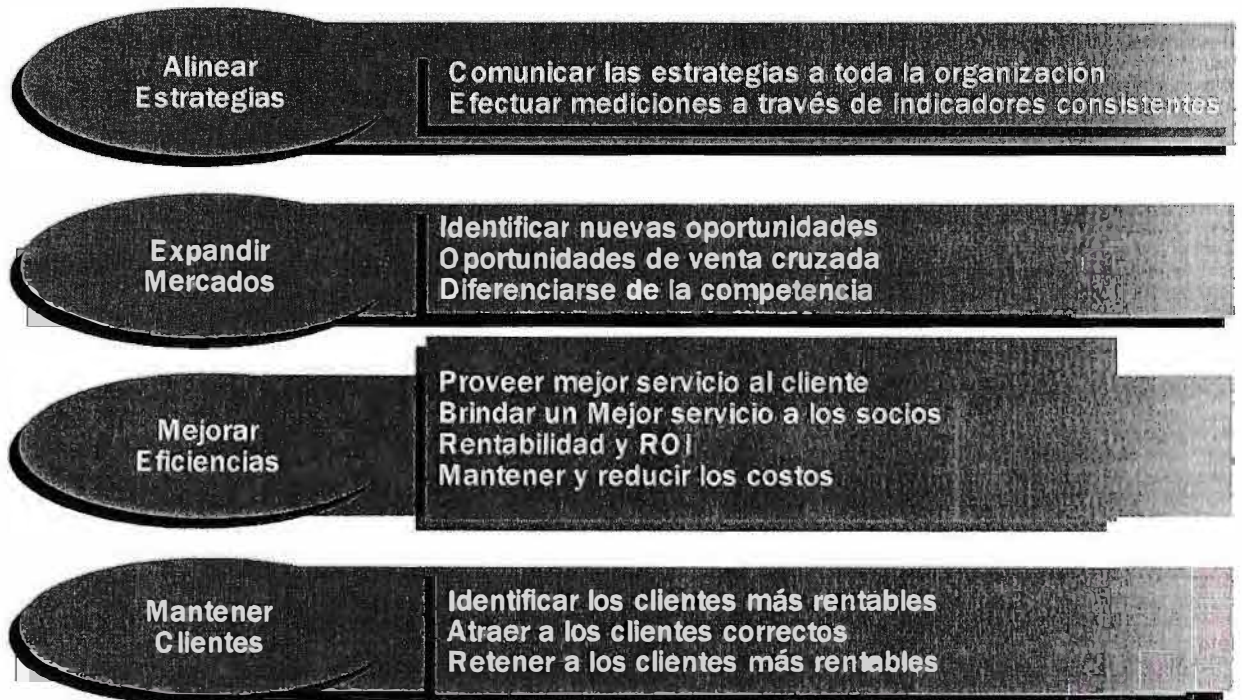 Alinear
Estrategias
Comunicar las estrategias a toda la organización
Efectuar mediciones a través de indicadores consistentes
Expandir
Mercados
Identificar nuevas oportunidades
Oportunidades de venta cruzada
Diferenciarse de la competencia
Mejorar
Eficiencias
Proveer mejor servicio al cliente
Brindar un Mejor servicio a los socios
Rentabilidad y ROI
Mantener y reducir los costos
Mantener
Clientes
Identificar los clientes más rentables
Atraer a los clientes correctos
Retener a los clientes más rentables